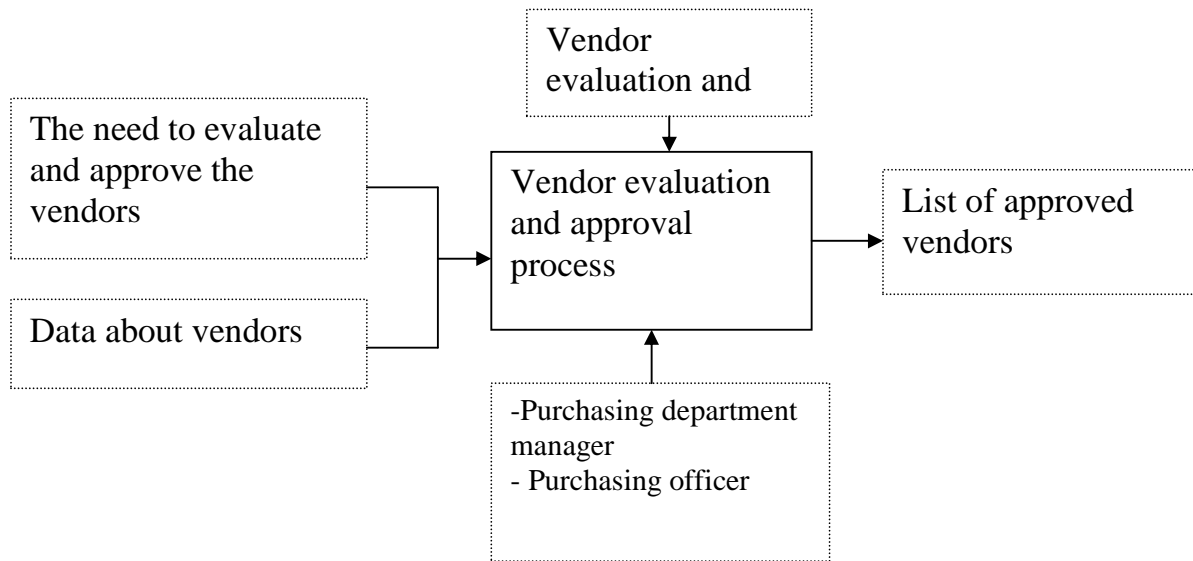 Vendor
evaluation and
The need to evaluate
and approve the
vendors
Vendor evaluation
and approval
process
List of approved
vendors
Data about vendors
-Purchasing department
manager
- Purchasing officer